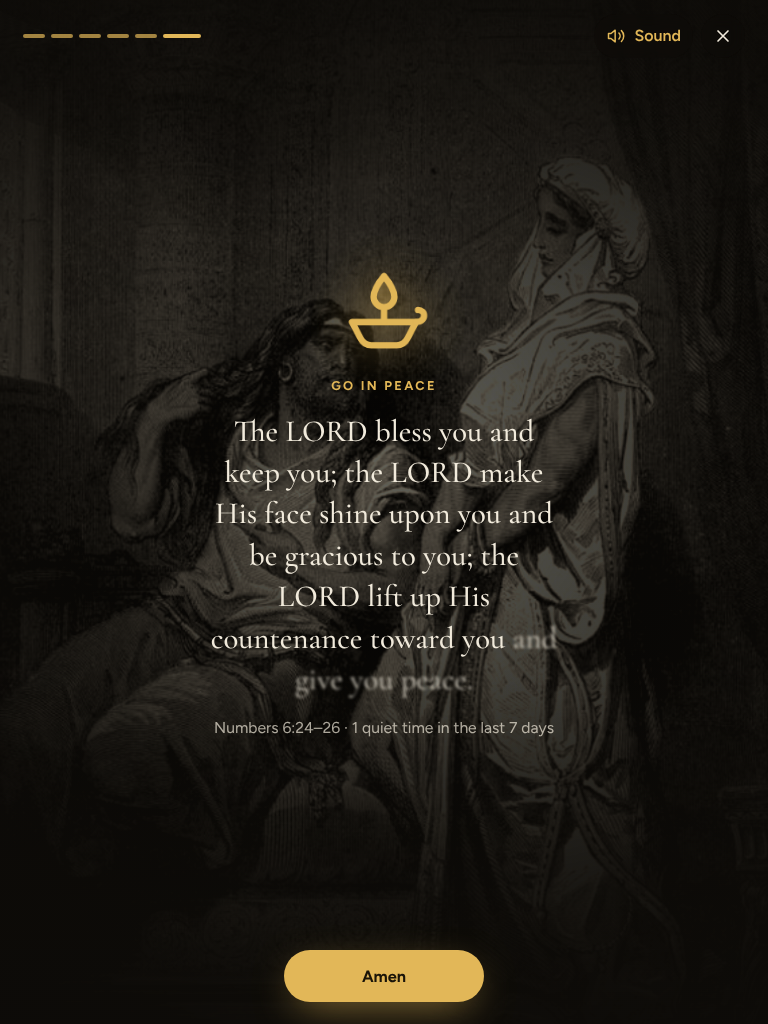 Sound
GO IN PEACE
The LORD bless you and
keep you; the LORD make
His face shine upon you and
be gracious to you; the
LORD lift up His
countenance toward you and
give you peace.
Numbers 6:24–26 · 1 quiet time in the last 7 days
Amen